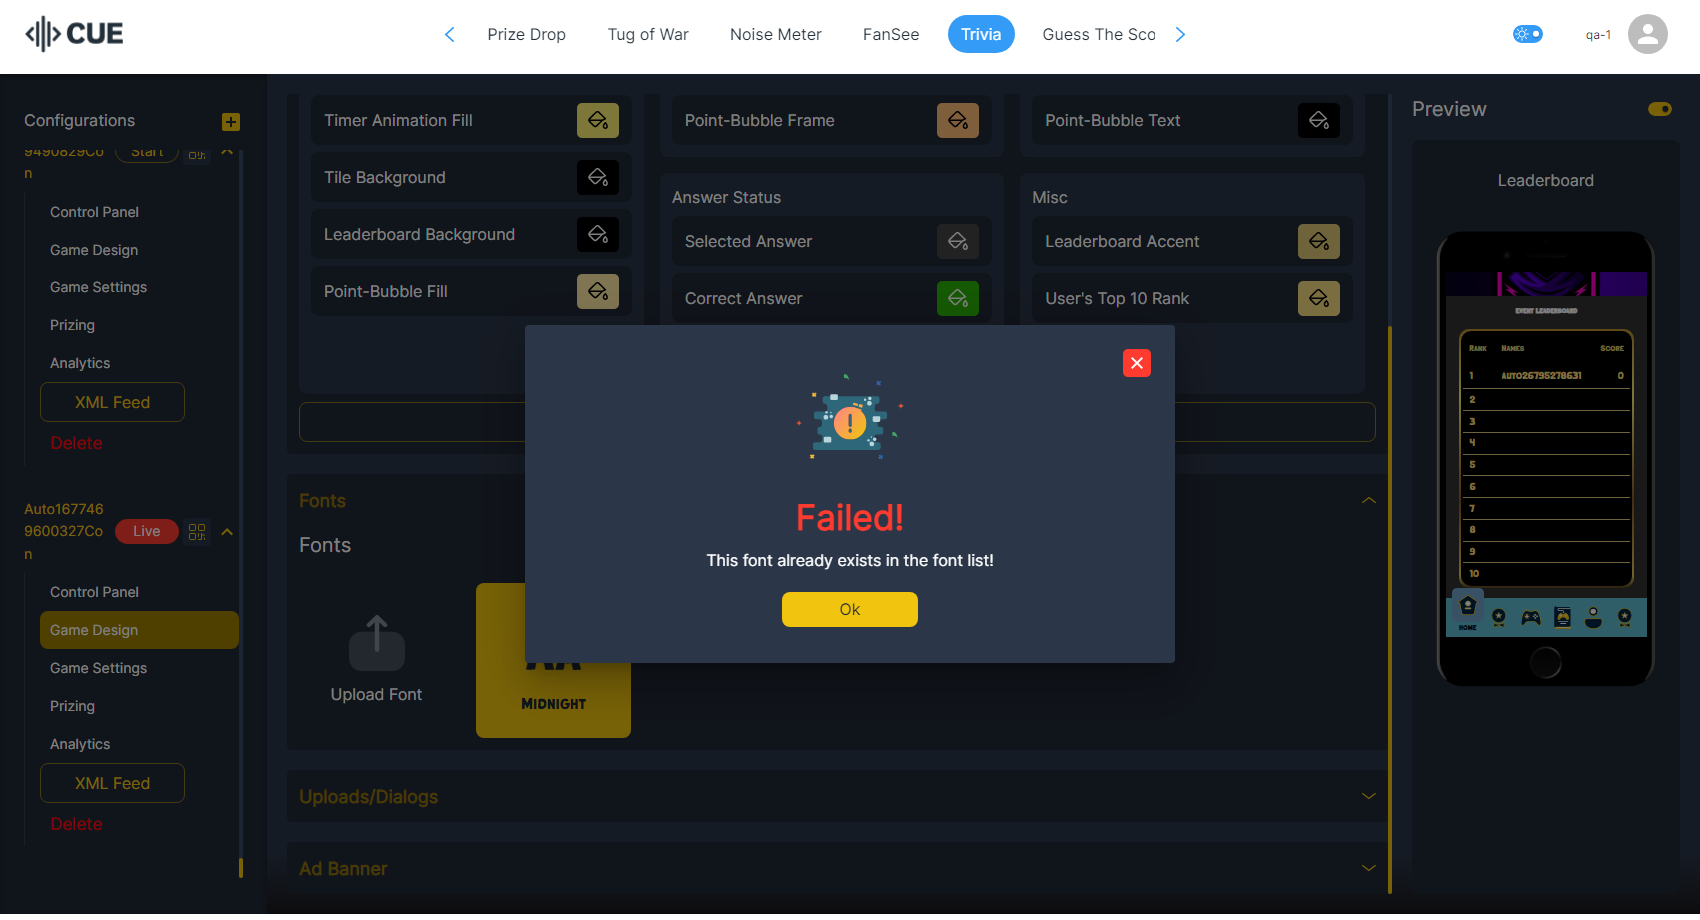 CUE
Prize Drop
Tug of War
Noise Meter
FanSee
Trivia
Guess The Sco
qa-1
Configurations
9490829Co
n
Start
Control Panel
Game Design
Game Settings
Prizing
Analytics
XML Feed
Delete
Auto167746
9600327Co
n
Live
Control Panel
Game Design
Game Settings
Prizing
Analytics
XML Feed
Delete
Timer Animation Fill
Tile Background
Leaderboard Background
Point-Bubble Fill
Point-Bubble Frame
Answer Status
Selected Answer
Correct Answer
Point-Bubble Text
Misc
Leaderboard Accent
User's Top 10 Rank
Failed!
This font already exists in the font list!
Ok
Fonts
Fonts
Upload Font
Midnight
Uploads/Dialogs
Ad Banner
Preview
Leaderboard
Event Leaderboard
Rank Names Score
1 auto26795278631 0
2
3
4
5
6
7
8
9
10
HOME